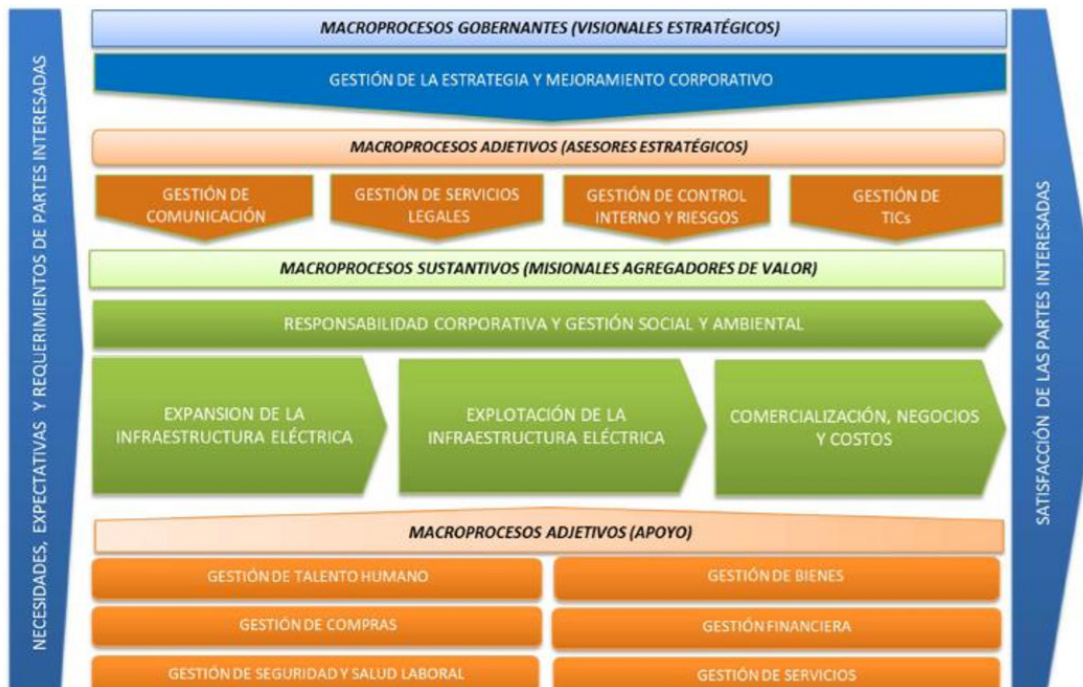 NECESIDADES, EXPECTATIVAS Y REQUERIMIENTOS DE PARTES INTERESADAS
MACROPROCESOS GOBERNANTES (VISIONALES ESTRATÉGICOS)
GESTIÓN DE LA ESTRATEGIA Y MEJORAMIENTO CORPORATIVO
MACROPROCESOS ADJETIVOS (ASESORES ESTRATÉGICOS)
GESTIÓN DE
COMUNICACIÓN
GESTIÓN DE SERVICIOS
LEGALES
GESTIÓN DE CONTROL
INTERNO Y RIESGOS
GESTIÓN DE
TICs
MACROPROCESOS SUSTANTIVOS (MISIONALES AGREGADORES DE VALOR)
RESPONSABILIDAD CORPORATIVA Y GESTIÓN SOCIAL Y AMBIENTAL
EXPANSION DE LA
INFRAESTRUCTURA ELÉCTRICA
EXPLOTACIÓN DE LA
INFRAESTRUCTURA ELÉCTRICA
COMERCIALIZACIÓN, NEGOCIOS
Y COSTOS
MACROPROCESOS ADJETIVOS (APOYO)
GESTIÓN DE TALENTO HUMANO
GESTIÓN DE BIENES
GESTIÓN DE COMPRAS
GESTIÓN FINANCIERA
GESTIÓN DE SEGURIDAD Y SALUD LABORAL
GESTIÓN DE SERVICIOS
SATISFACCIÓN DE LAS PARTES INTERESADAS